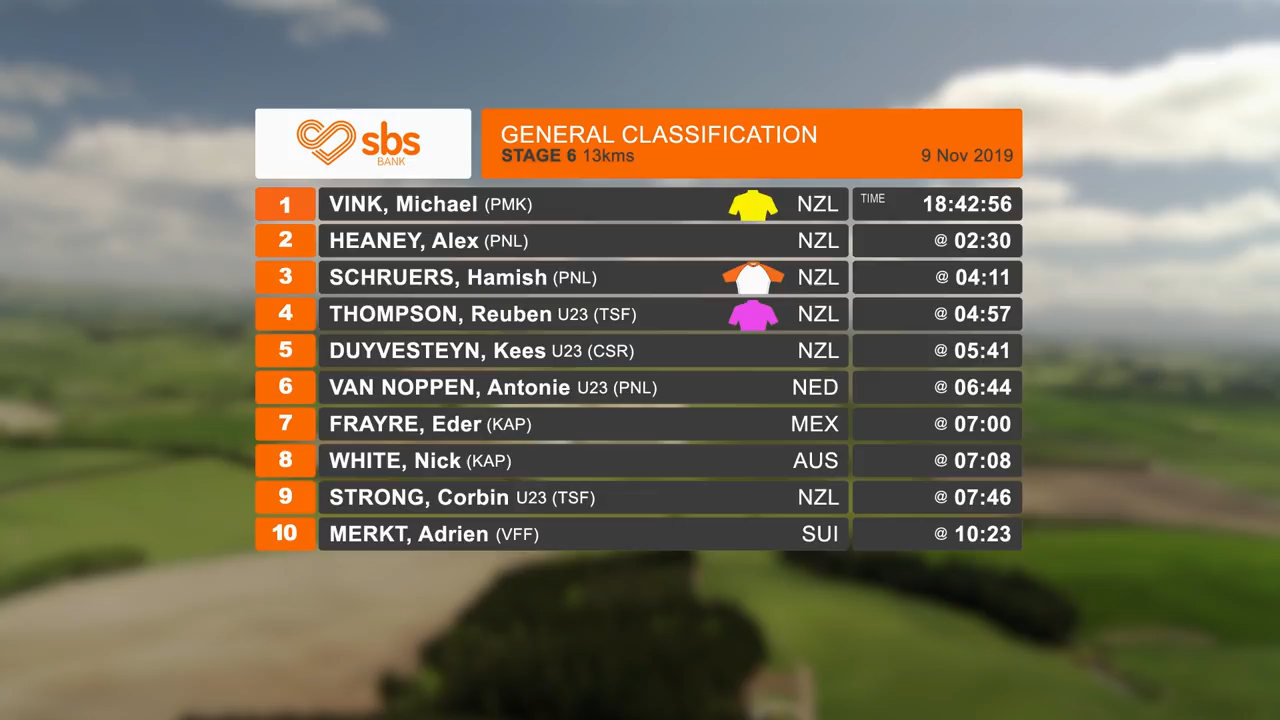 sbs
BANK
GENERAL CLASSIFICATION
STAGE 6 13kms
9 Nov 2019
1 VINK, Michael (PMK) NZL TIME 18:42:56
2 HEANEY, Alex (PNL) NZL @ 02:30
3 SCHRUERS, Hamish (PNL) NZL @ 04:11
4 THOMPSON, Reuben U23 (TSF) NZL @ 04:57
5 DUYVESTEYN, Kees U23 (CSR) NZL @ 05:41
6 VAN NOPPEN, Antonie U23 (PNL) NED @ 06:44
7 FRAYRE, Eder (KAP) MEX @ 07:00
8 WHITE, Nick (KAP) AUS @ 07:08
9 STRONG, Corbin U23 (TSF) NZL @ 07:46
10 MERKT, Adrien (VFF) SUI @ 10:23